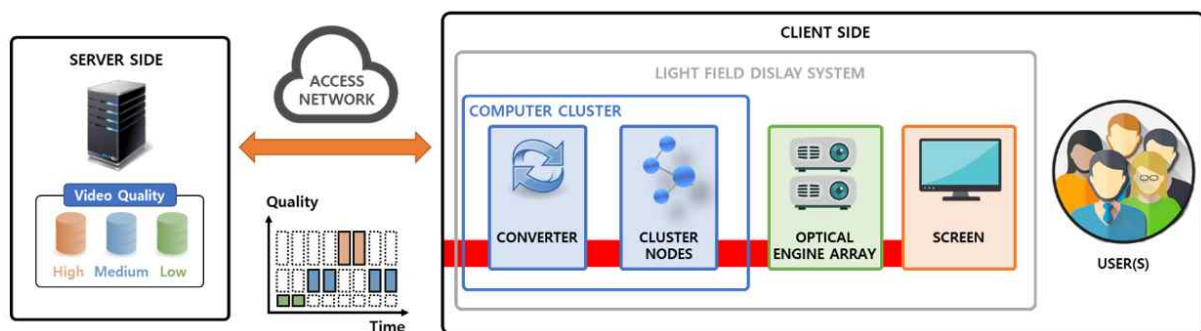 SERVER SIDE
Video Quality
High Medium Low
ACCESS
NETWORK
Quality
Time
CLIENT SIDE
LIGHT FIELD DISLAY SYSTEM
COMPUTER CLUSTER
CONVERTER
CLUSTER
NODES
OPTICAL
ENGINE ARRAY
SCREEN
USER(S)